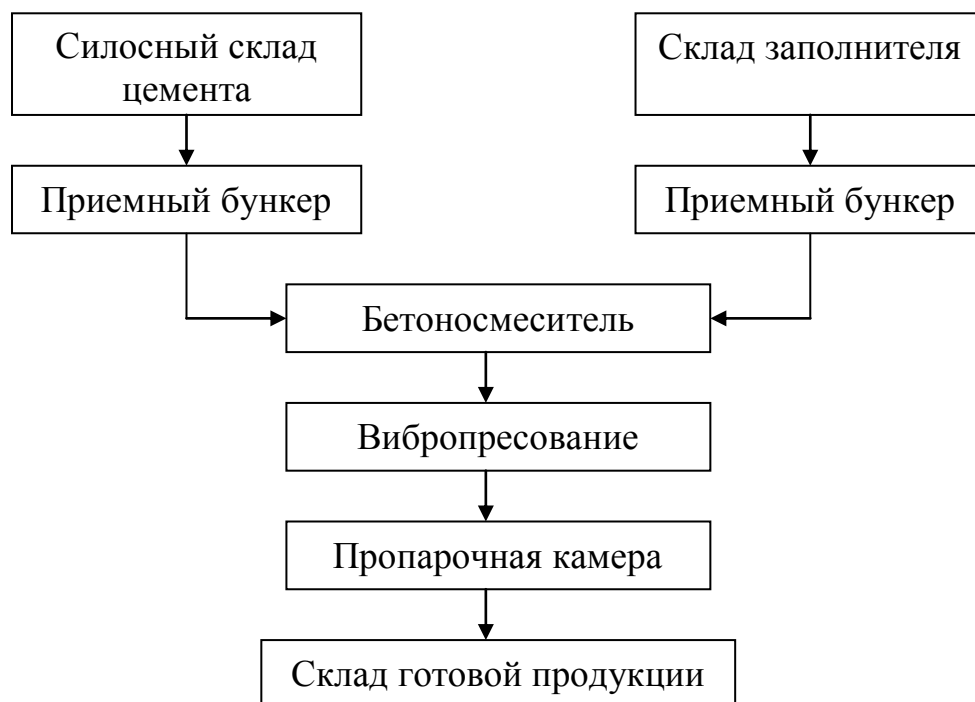 Силосный склад
цемента
Склад заполнителя
Приемный бункер
Приемный бункер
Бетоносмеситель
Вибропресование
Пропарочная камера
Склад готовой продукции